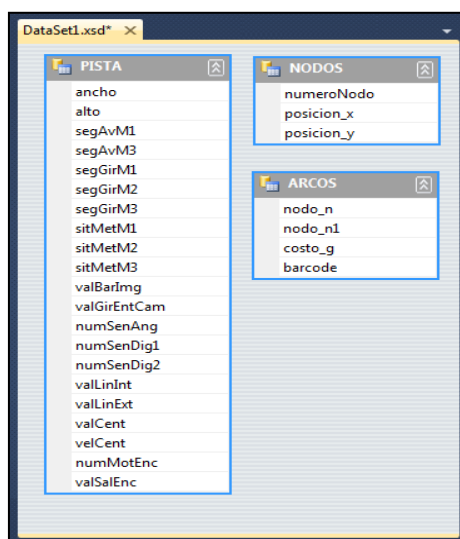 DataSet1.xsd*
PISTA
ancho
alto
segAvM1
segAvM3
segGirM1
segGirM2
segGirM3
sitMetM1
sitMetM2
sitMetM3
valBarImg
valGirEntCam
numSenAng
numSenDig1
numSenDig2
valLinInt
valLinExt
valCent
velCent
numMotEnc
valSalEnc
NODOS
numeroNodo
posicion_x
posicion_y
ARCOS
nodo_n
nodo_n1
costo_g
barcode